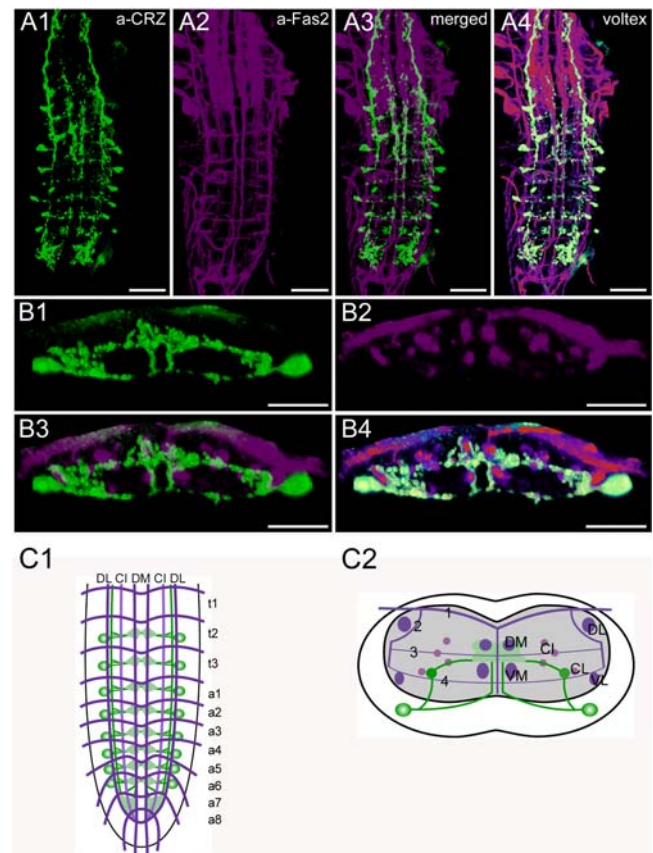 A1 a-CRZ
A2 a-Fas2
A3 merged
A4 voltex
B1
B2
B3
B4
C1
DL CI DM CI DL
t1
t2
t3
a1
a2
a3
a4
a5
a6
a7
a8
C2
1
2
DL
DM
3
CI
CL
4
VM
VL